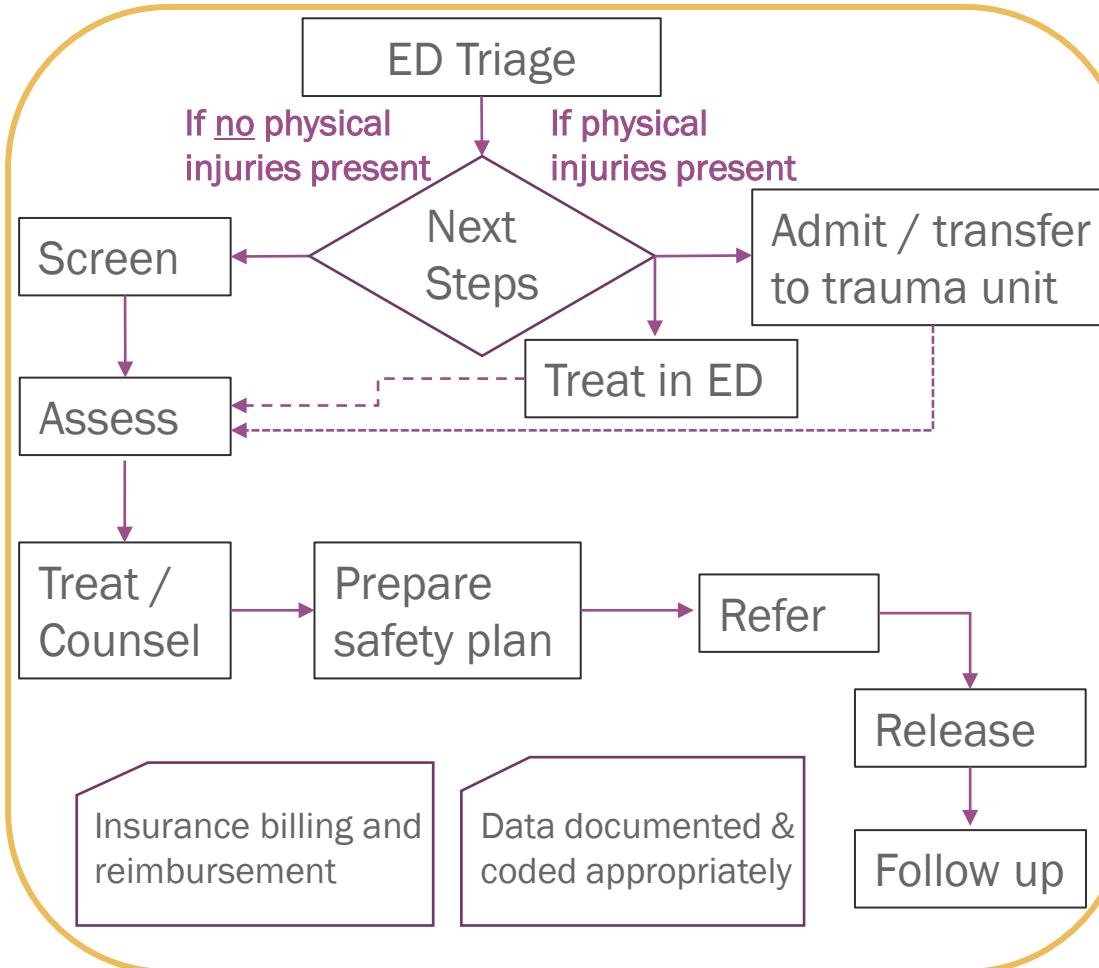 ED Triage
If no physical
injuries present
If physical
injuries present
Next
Steps
Screen
Admit / transfer
to trauma unit
Treat in ED
Assess
Treat /
Counsel
Prepare
safety plan
Refer
Release
Insurance billing and
reimbursement
Data documented &
coded appropriately
Follow up